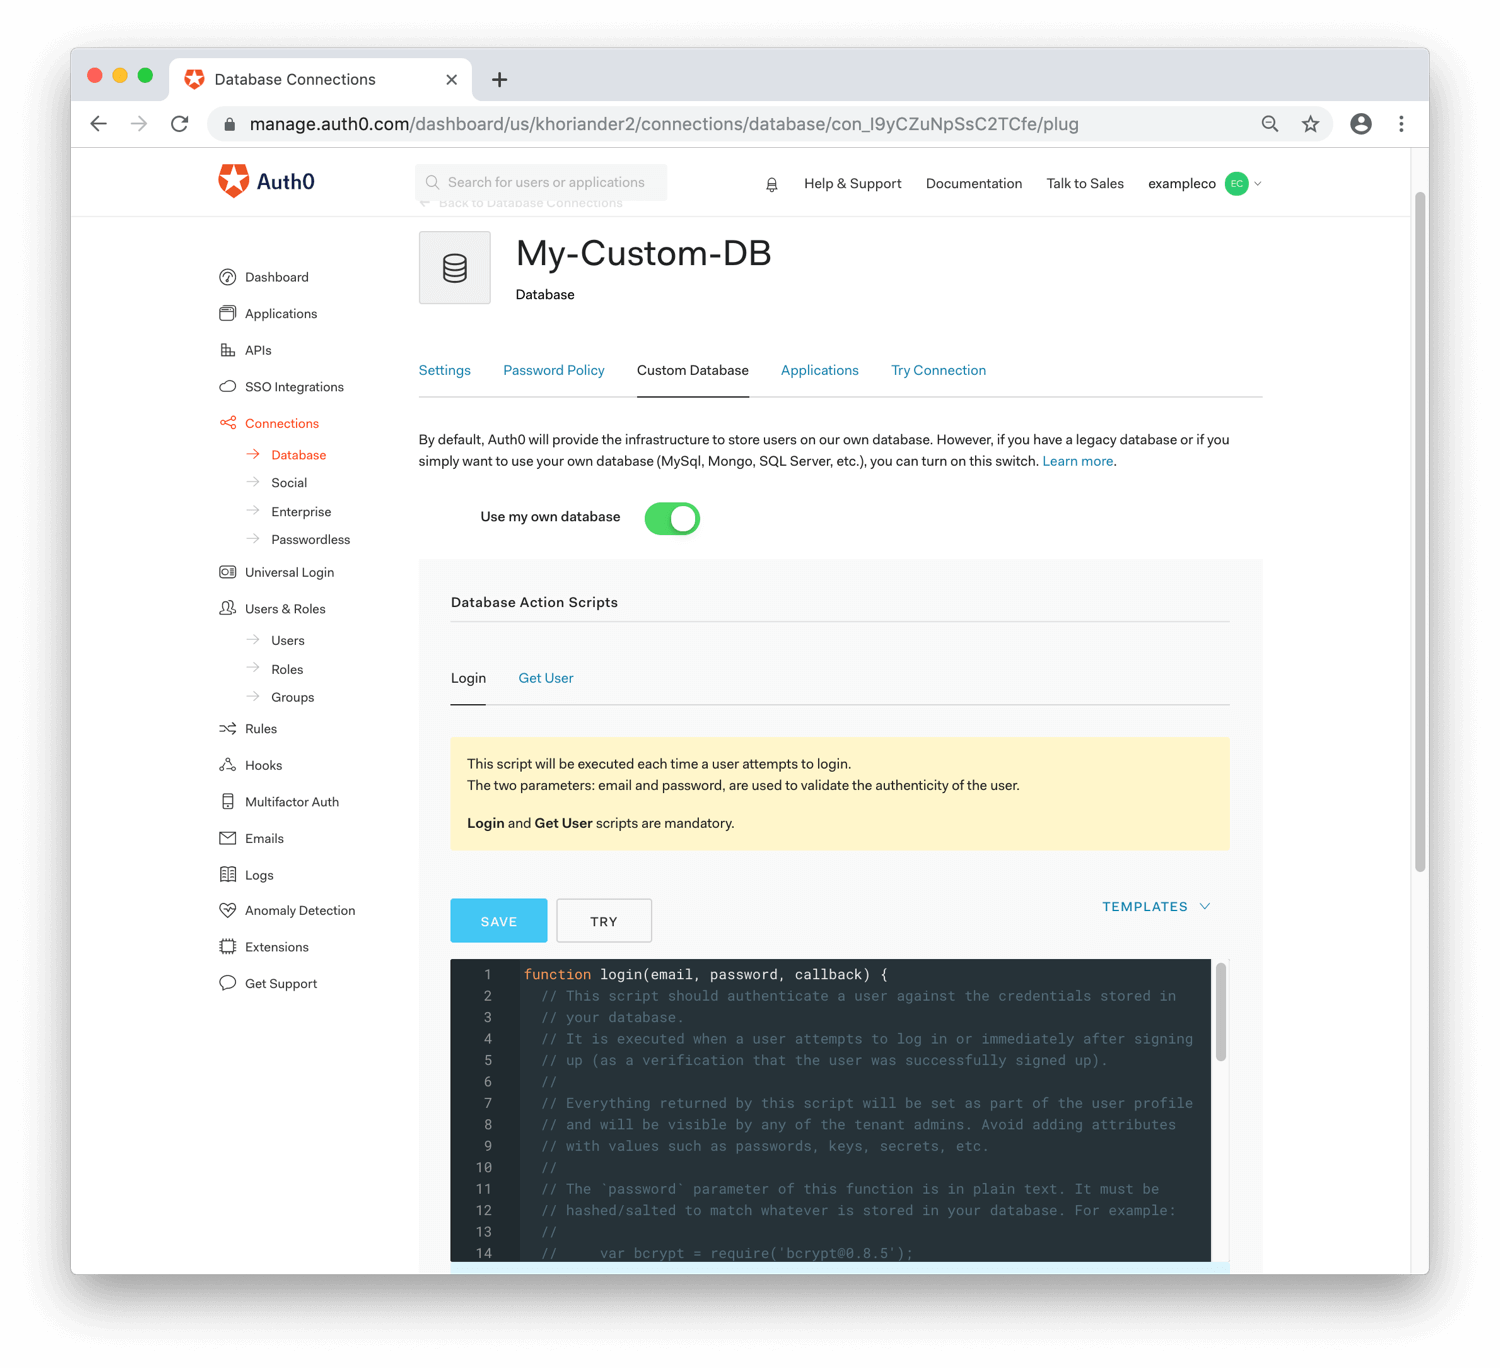 Database Connections
manage.auth0.com/dashboard/us/khoriander2/connections/database/con_I9yCZuNpSsC2TCfe/plug
Auth0
Search for users or applications
Help & Support
Documentation
Talk to Sales
exampleco
EC
Back to Database Connections
My-Custom-DB
Database
Dashboard
Applications
APIs
SSO Integrations
Connections
Database
Social
Enterprise
Passwordless
Universal Login
Users & Roles
Users
Roles
Groups
Rules
Hooks
Multifactor Auth
Emails
Logs
Anomaly Detection
Extensions
Get Support
Settings
Password Policy
Custom Database
Applications
Try Connection
By default, Auth0 will provide the infrastructure to store users on our own database. However, if you have a legacy database or if you
simply want to use your own database (MySql, Mongo, SQL Server, etc.), you can turn on this switch. Learn more.
Use my own database
Database Action Scripts
Login
Get User
This script will be executed each time a user attempts to login.
The two parameters: email and password, are used to validate the authenticity of the user.
Login and Get User scripts are mandatory.
SAVE
TRY
TEMPLATES
1 function login(email, password, callback) {
2 // This script should authenticate a user against the credentials stored in
3 // your database.
4 // It is executed when a user attempts to log in or immediately after signing
5 // up (as a verification that the user was successfully signed up).
6 //
7 // Everything returned by this script will be set as part of the user profile
8 // and will be visible by any of the tenant admins. Avoid adding attributes
9 // with values such as passwords, keys, secrets, etc.
10 //
11 // The `password` parameter of this function is in plain text. It must be
12 // hashed/salted to match whatever is stored in your database. For example:
13 //
14 // var bcrypt = require('bcrypt@0.8.5');